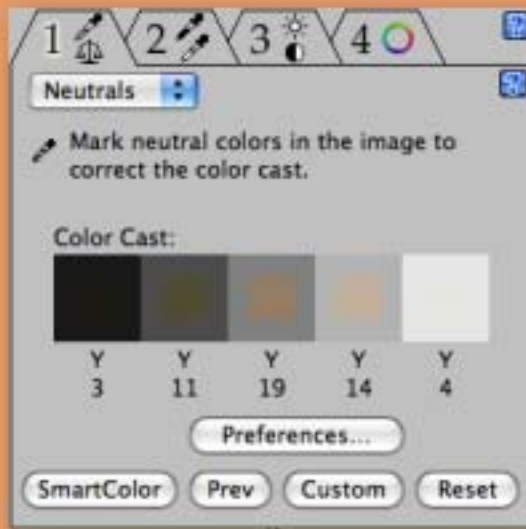 1 2 3 4
Neutrals
Mark neutral colors in the image to
correct the color cast.
Color Cast:
Y Y Y Y Y
3 11 19 14 4
Preferences...
SmartColor Prev Custom Reset